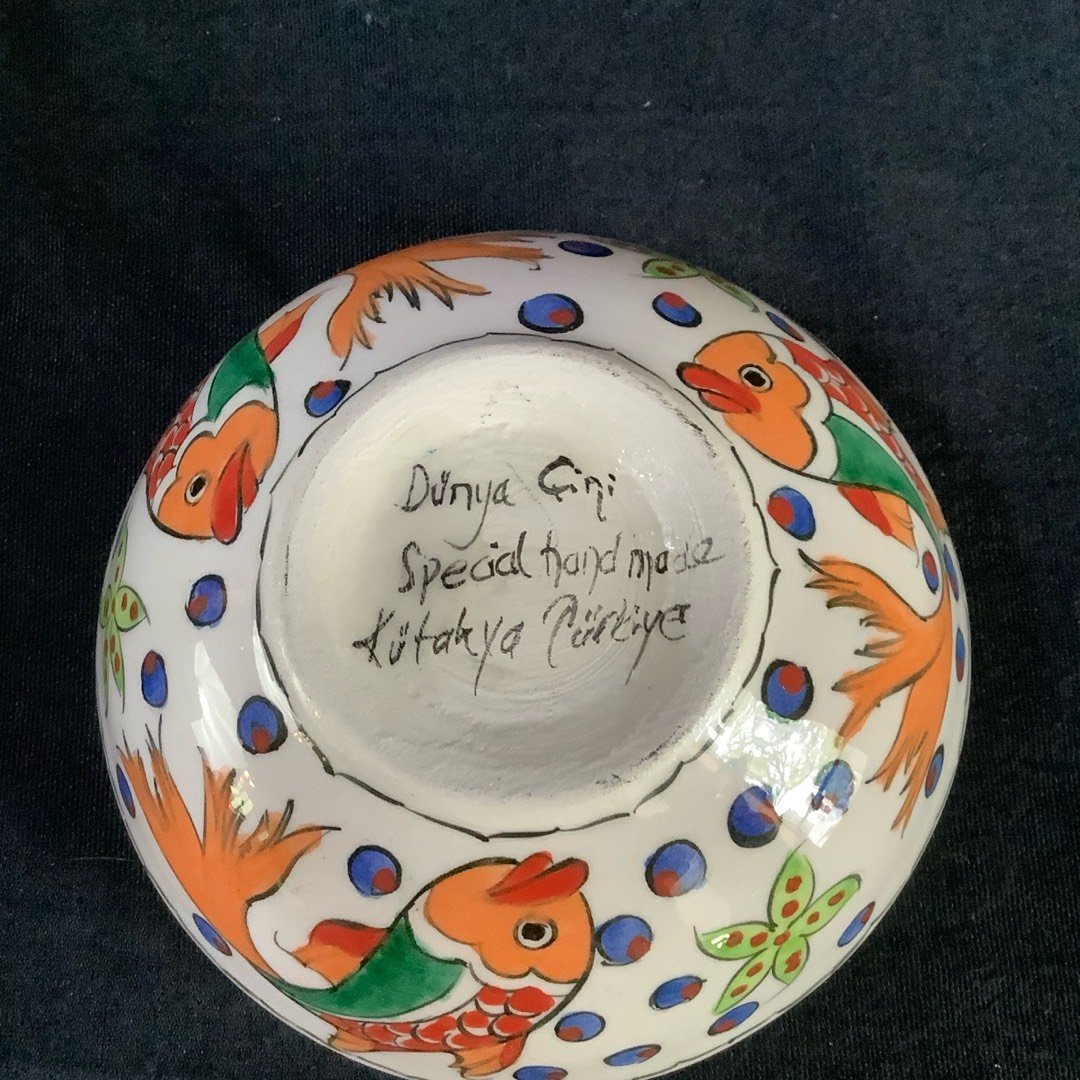 Dünya Çini
Special hand made
Kütahya Türkiye